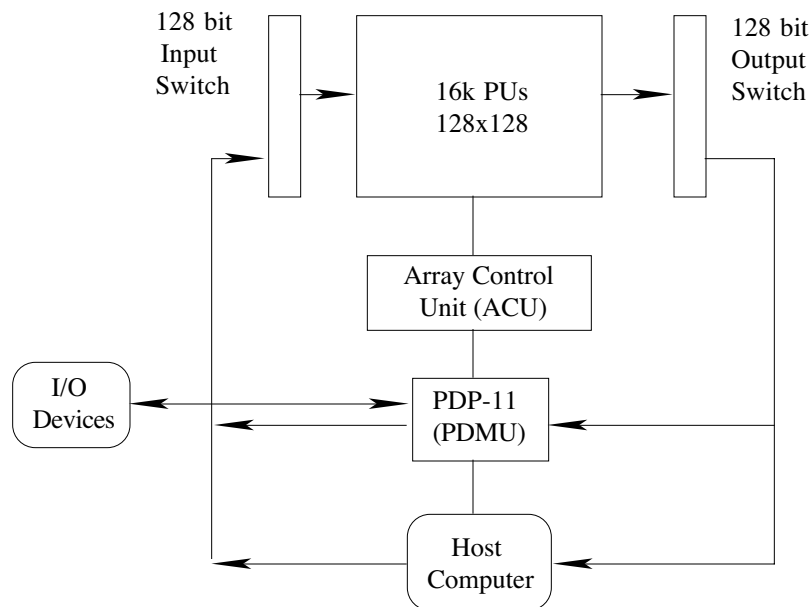 128 bit
Input
Switch
16k PUs
128x128
128 bit
Output
Switch
Array Control
Unit (ACU)
I/O
Devices
PDP-11
(PDMU)
Host
Computer